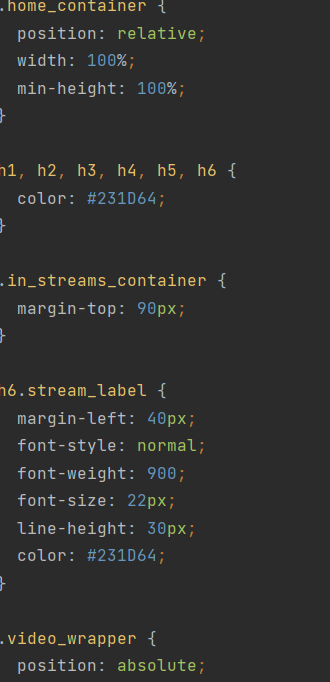 .home_container {
position: relative;
width: 100%;
min-height: 100%;
}
h1, h2, h3, h4, h5, h6 {
color: #231D64;
}
.in_streams_container {
margin-top: 90px;
}
h6.stream_label {
margin-left: 40px;
font-style: normal;
font-weight: 900;
font-size: 22px;
line-height: 30px;
color: #231D64;
}
.video_wrapper {
position: absolute;